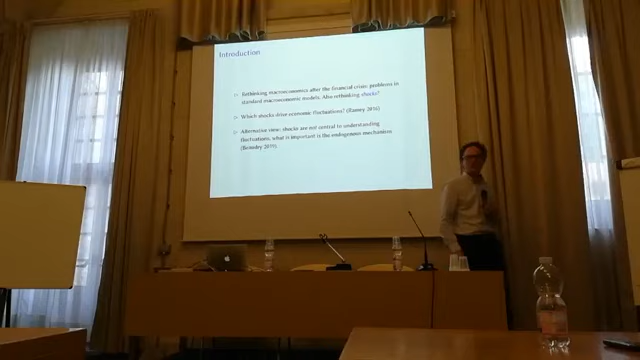 Introduction
Rethinking macroeconomics after the financial crisis: problems in
standard macroeconomic models. Also rethinking shocks?
Which shocks drive economic fluctuations? (Ramey 2016)
Alternative view: shocks are not central to understanding
fluctuations, what is important is the endogenous mechanism
2019)